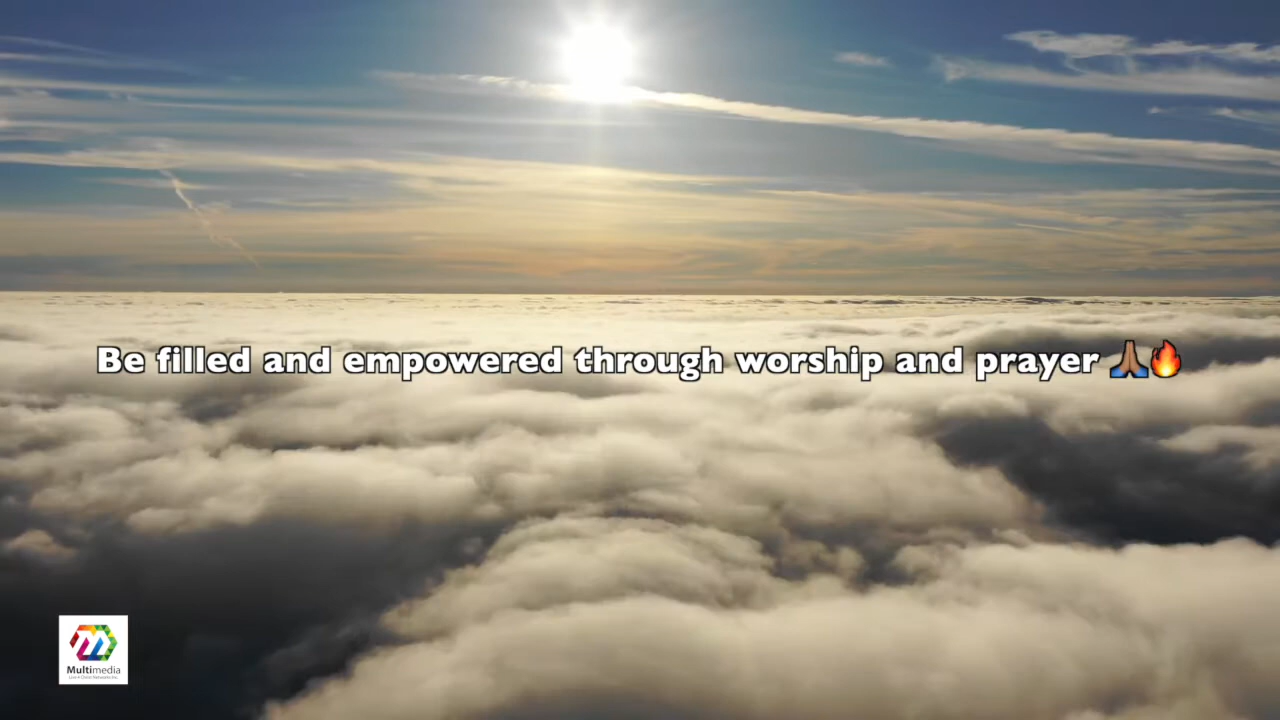 Be filled and empowered through worship and prayer 🙏🏽🔥
Multimedia